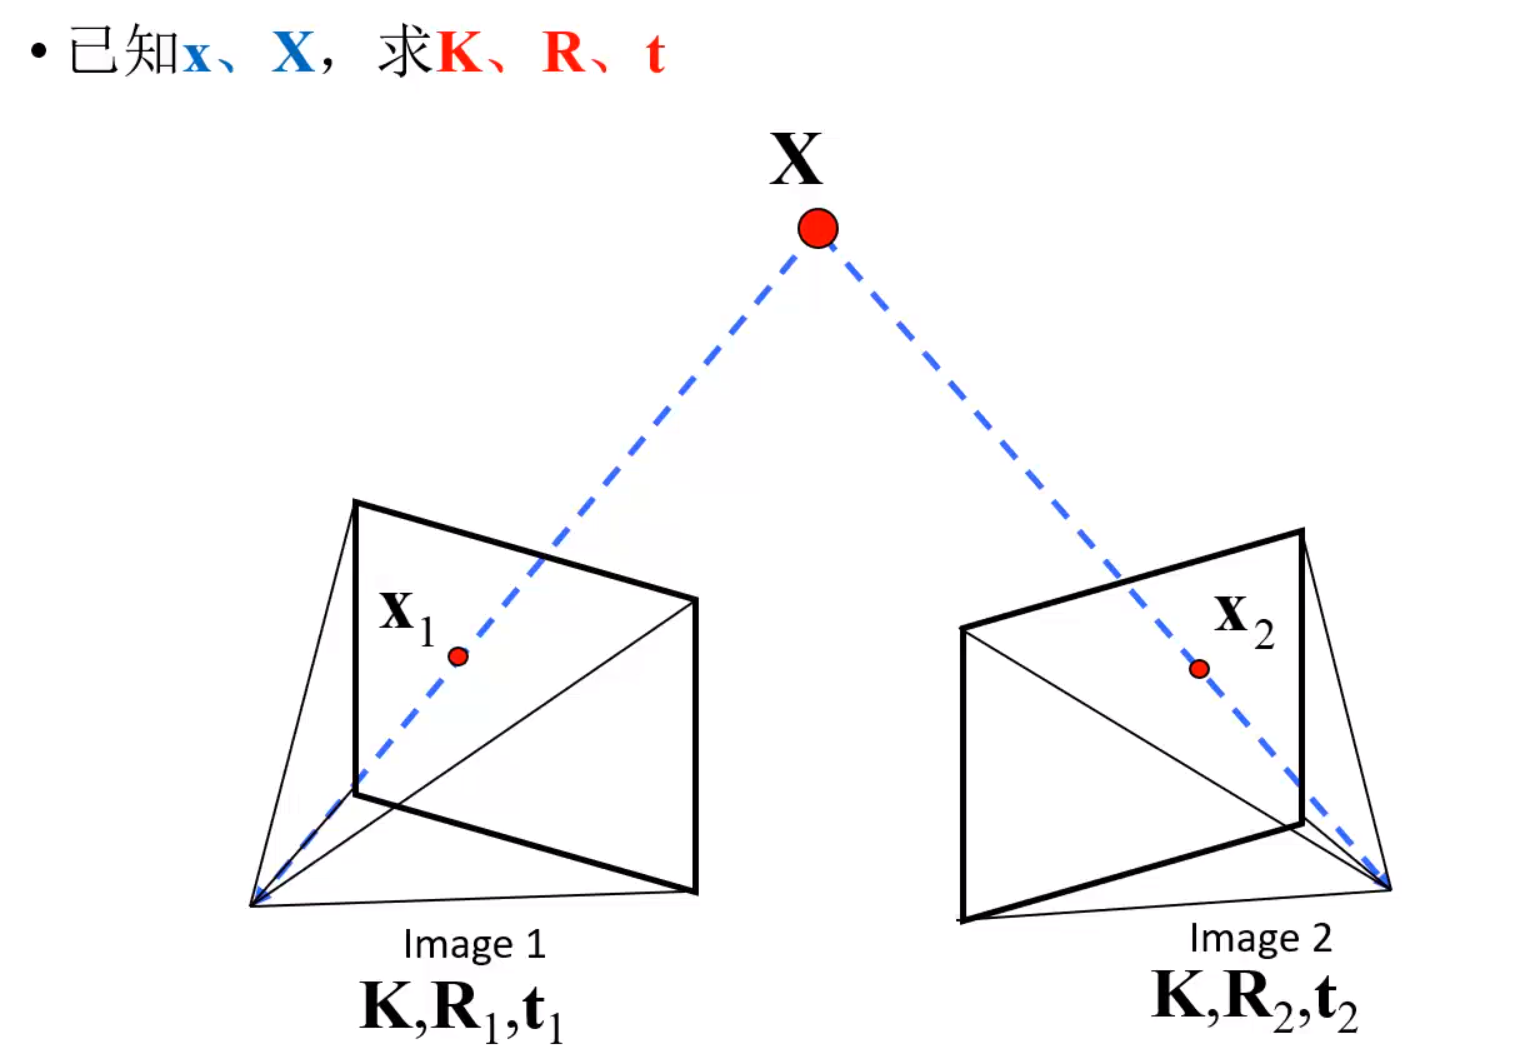 • 已知x、X，求K、R、t
X
x₁
x₂
Image 1
Image 2
K,R₁,t₁
K,R₂,t₂